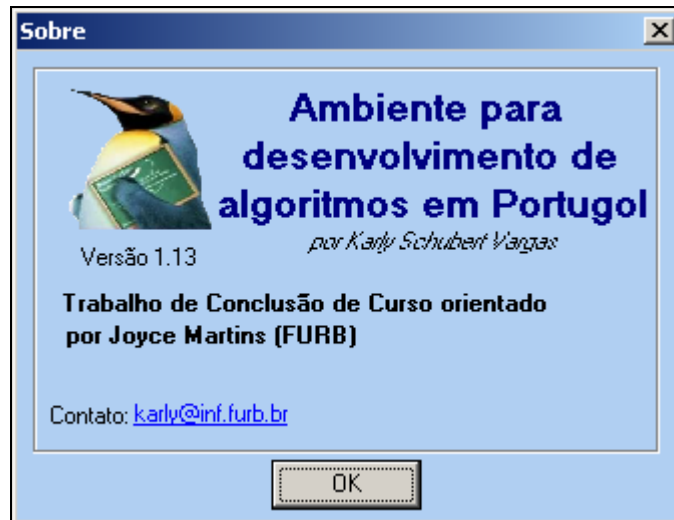 Sobre
Ambiente para
desenvolvimento de
algoritmos em Portugol
por Karly Schubert Vargas
Versão 1.13
Trabalho de Conclusão de Curso orientado
por Joyce Martins (FURB)
Contato: karly@inf.furb.br
OK